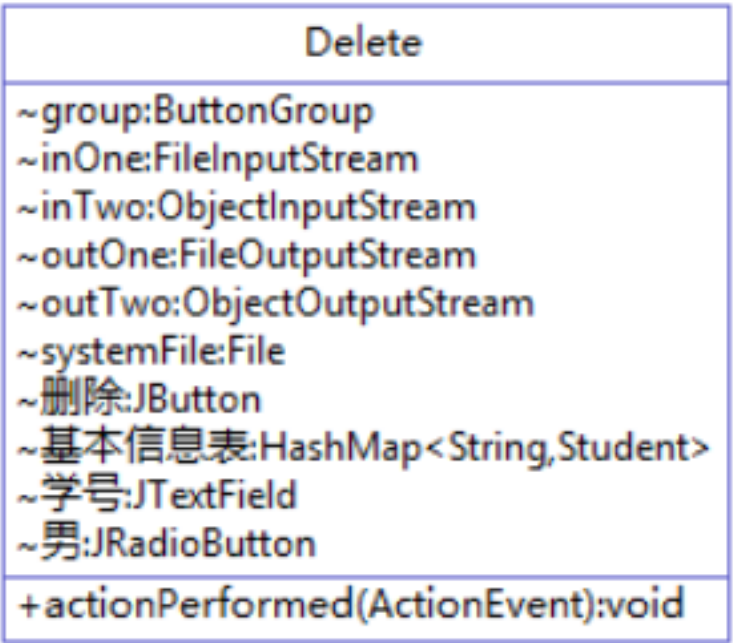 Delete
~group:ButtonGroup
~inOne:FileInputStream
~inTwo:ObjectInputStream
~outOne:FileOutputStream
~outTwo:ObjectOutputStream
~systemFile:File
~删除:JButton
~基本信息表:HashMap<String,Student>
~学号:JTextField
~男:JRadioButton
+actionPerformed(ActionEvent):void